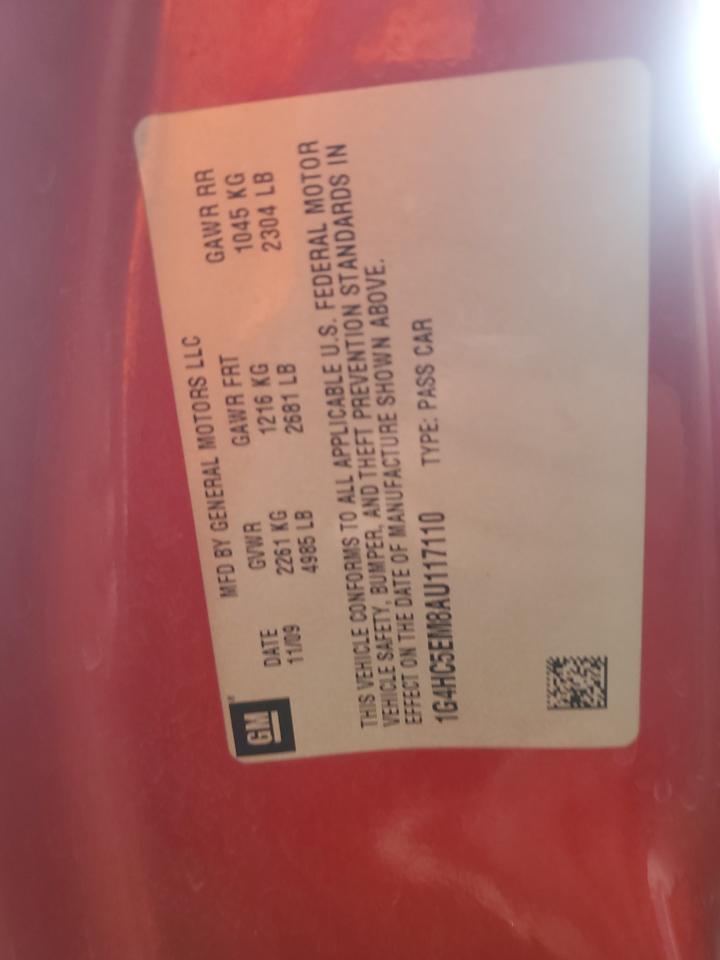 GM
MFD BY GENERAL MOTORS LLC
DATE GVWR GAWR FRT GAWR RR
11/09 2261 KG 1216 KG 1045 KG
4985 LB 2681 LB 2304 LB
THIS VEHICLE CONFORMS TO ALL APPLICABLE U.S. FEDERAL MOTOR
VEHICLE SAFETY, BUMPER, AND THEFT PREVENTION STANDARDS IN
EFFECT ON THE DATE OF MANUFACTURE SHOWN ABOVE.
1G4HC5EM8AU117110 TYPE: PASS CAR